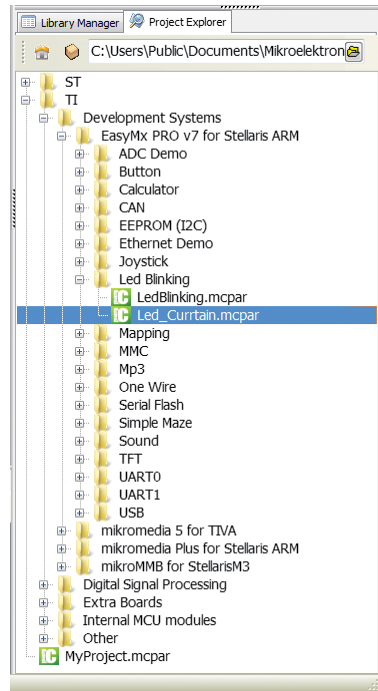 Library Manager Project Explorer
C:\Users\Public\Documents\Mikroelektron
ST
TI
Development Systems
EasyMx PRO v7 for Stellaris ARM
ADC Demo
Button
Calculator
CAN
EEPROM (I2C)
Ethernet Demo
Joystick
Led Blinking
LedBlinking.mcpar
Led_Currtain.mcpar
Mapping
MMC
Mp3
One Wire
Serial Flash
Simple Maze
Sound
TFT
UART0
UART1
USB
mikromedia 5 for TIVA
mikromedia Plus for Stellaris ARM
mikroMMB for StellarisM3
Digital Signal Processing
Extra Boards
Internal MCU modules
Other
MyProject.mcpar